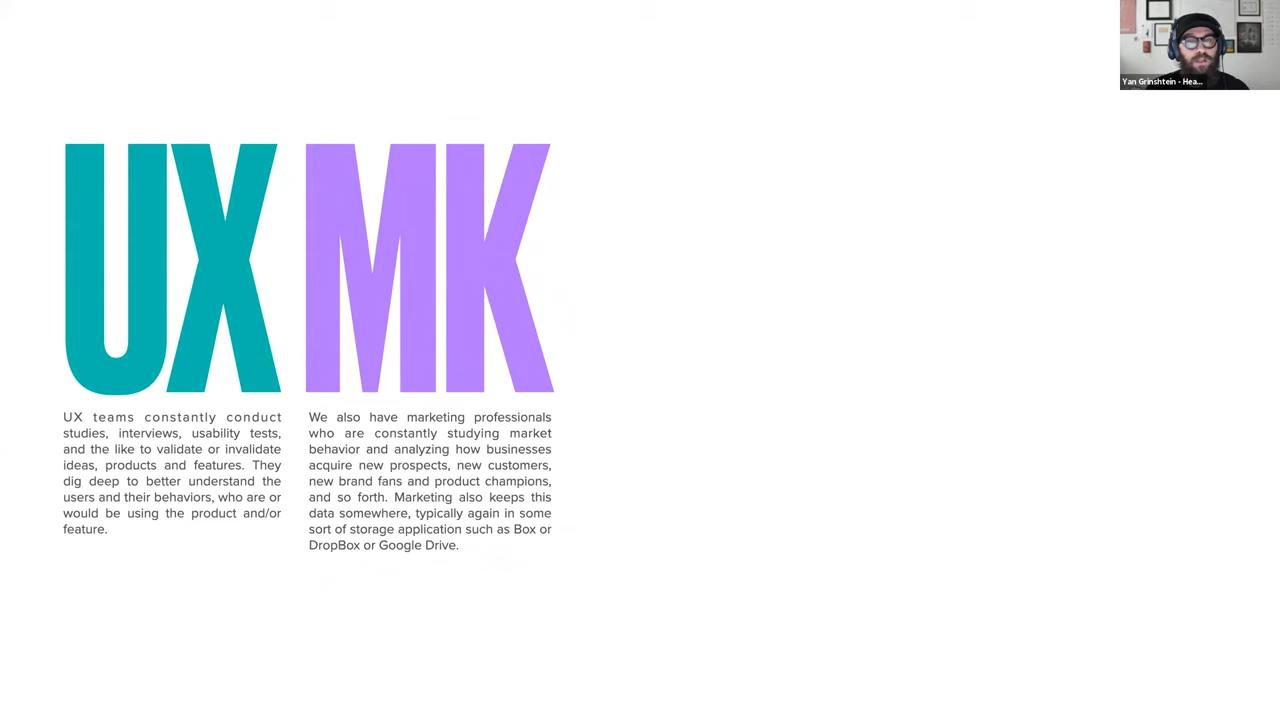 Yan Grinshtein - Hea...
UX MK
UX teams constantly conduct
studies, interviews, usability tests,
and the like to validate or invalidate
ideas, products and features. They
dig deep to better understand the
users and their behaviors, who are or
would be using the product and/or
feature.
We also have marketing professionals
who are constantly studying market
behavior and analyzing how businesses
acquire new prospects, new customers,
new brand fans and product champions,
and so forth. Marketing also keeps this
data somewhere, typically again in some
sort of storage application such as Box or
DropBox or Google Drive.